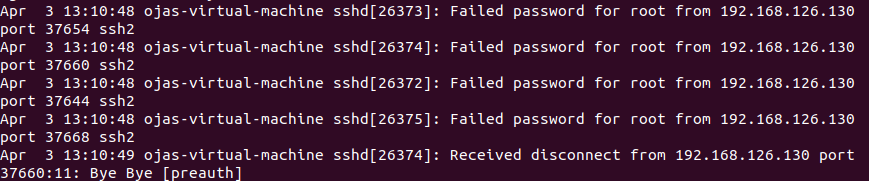 Apr  3 13:10:48 ojas-virtual-machine sshd[26373]: Failed password for root from 192.168.126.130
port 37654 ssh2
Apr  3 13:10:48 ojas-virtual-machine sshd[26374]: Failed password for root from 192.168.126.130
port 37660 ssh2
Apr  3 13:10:48 ojas-virtual-machine sshd[26372]: Failed password for root from 192.168.126.130
port 37644 ssh2
Apr  3 13:10:48 ojas-virtual-machine sshd[26375]: Failed password for root from 192.168.126.130
port 37668 ssh2
Apr  3 13:10:49 ojas-virtual-machine sshd[26374]: Received disconnect from 192.168.126.130 port
37660:11: Bye Bye [preauth]